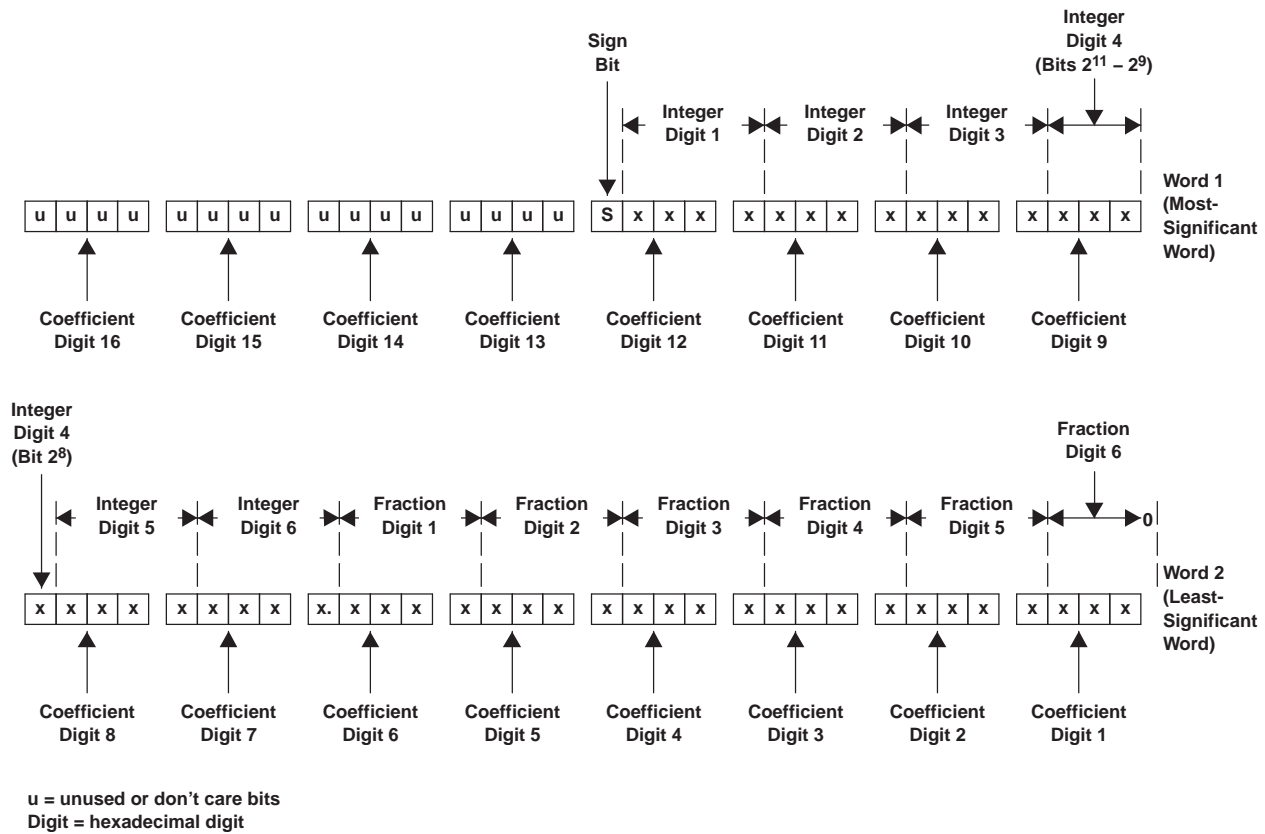 Integer
Digit 4
(Bits 2¹¹ – 2⁹)
Sign
Bit
Integer
Digit 1
Integer
Digit 2
Integer
Digit 3
Word 1
(Most-
Significant
Word)
u u u u u u u u u u u u u u u u S x x x x x x x x x x x x x x x
Coefficient
Digit 16
Coefficient
Digit 15
Coefficient
Digit 14
Coefficient
Digit 13
Coefficient
Digit 12
Coefficient
Digit 11
Coefficient
Digit 10
Coefficient
Digit 9
Integer
Digit 4
(Bit 2⁸)
Integer
Digit 5
Integer
Digit 6
Fraction
Digit 1
Fraction
Digit 2
Fraction
Digit 3
Fraction
Digit 4
Fraction
Digit 5
Fraction
Digit 6
0
Word 2
(Least-
Significant
Word)
x x x x x x x x x. x x x x x x x x x x x x x x x x x x x x x x x
Coefficient
Digit 8
Coefficient
Digit 7
Coefficient
Digit 6
Coefficient
Digit 5
Coefficient
Digit 4
Coefficient
Digit 3
Coefficient
Digit 2
Coefficient
Digit 1
u = unused or don’t care bits
Digit = hexadecimal digit